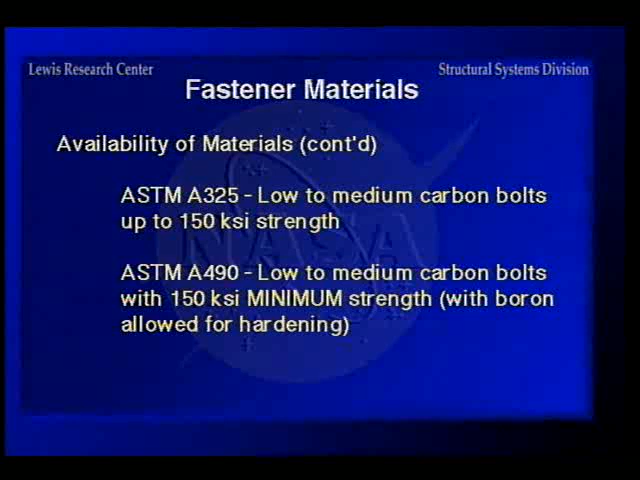 Lewis Research Center
Structural Systems Division
Fastener Materials
Availability of Materials (cont'd)
ASTM A325 - Low to medium carbon bolts
up to 150 ksi strength
ASTM A490 - Low to medium carbon bolts
with 150 ksi MINIMUM strength (with boron
allowed for hardening)
NASA